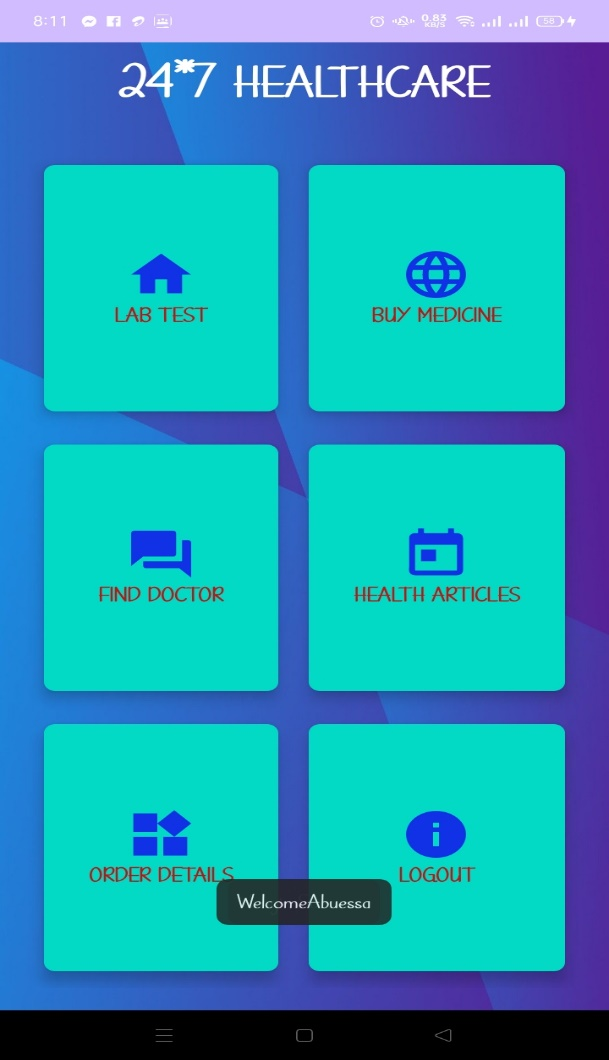 8:11
0.83
KB/S
58
24*7 HEALTHCARE
LAB TEST
BUY MEDICINE
FIND DOCTOR
HEALTH ARTICLES
ORDER DETAILS
LOGOUT
WelcomeAbuessa